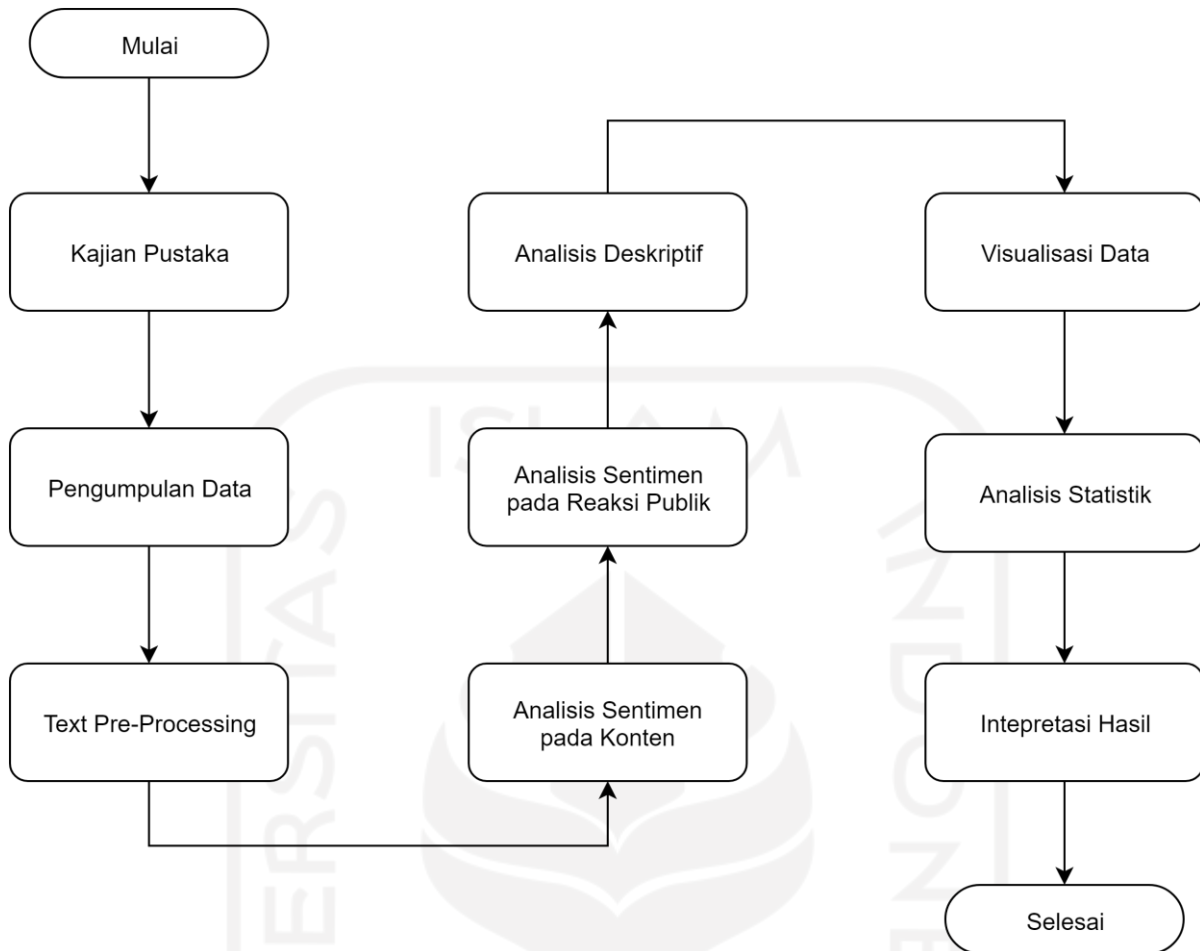 Mulai
Kajian Pustaka
Pengumpulan Data
Text Pre-Processing
Analisis Sentimen
pada Konten
Analisis Sentimen
pada Reaksi Publik
Analisis Deskriptif
Visualisasi Data
Analisis Statistik
Intepretasi Hasil
Selesai
ISLAM